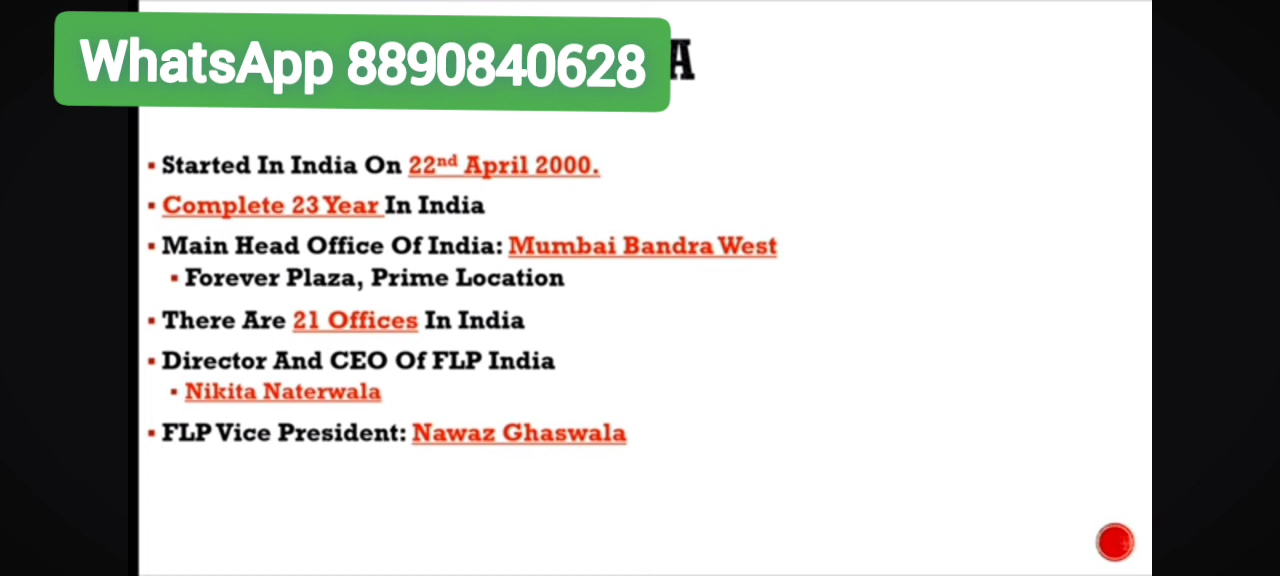 WhatsApp 8890840628
Started In India On 22nd April 2000.
Complete 23 Year In India
Main Head Office Of India: Mumbai Bandra West
Forever Plaza, Prime Location
There Are 21 Offices In India
Director And CEO Of FLP India
Nikita Naterwala
FLP Vice President: Nawaz Ghaswala